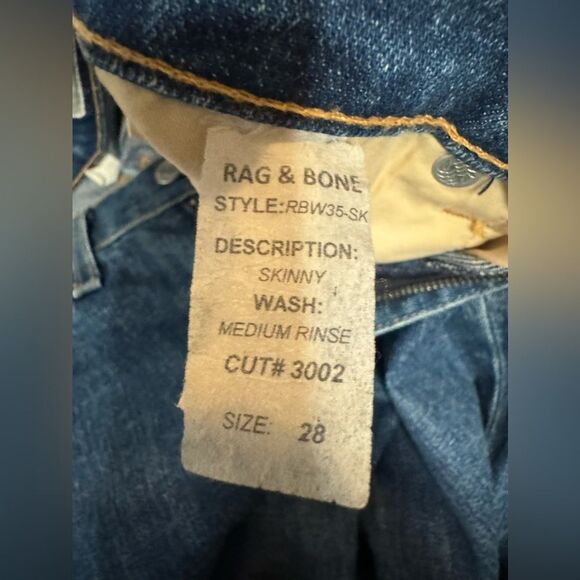 RAG & BONE
STYLE:RBW35-SK
DESCRIPTION:
SKINNY
WASH:
MEDIUM RINSE
CUT# 3002
SIZE: 28